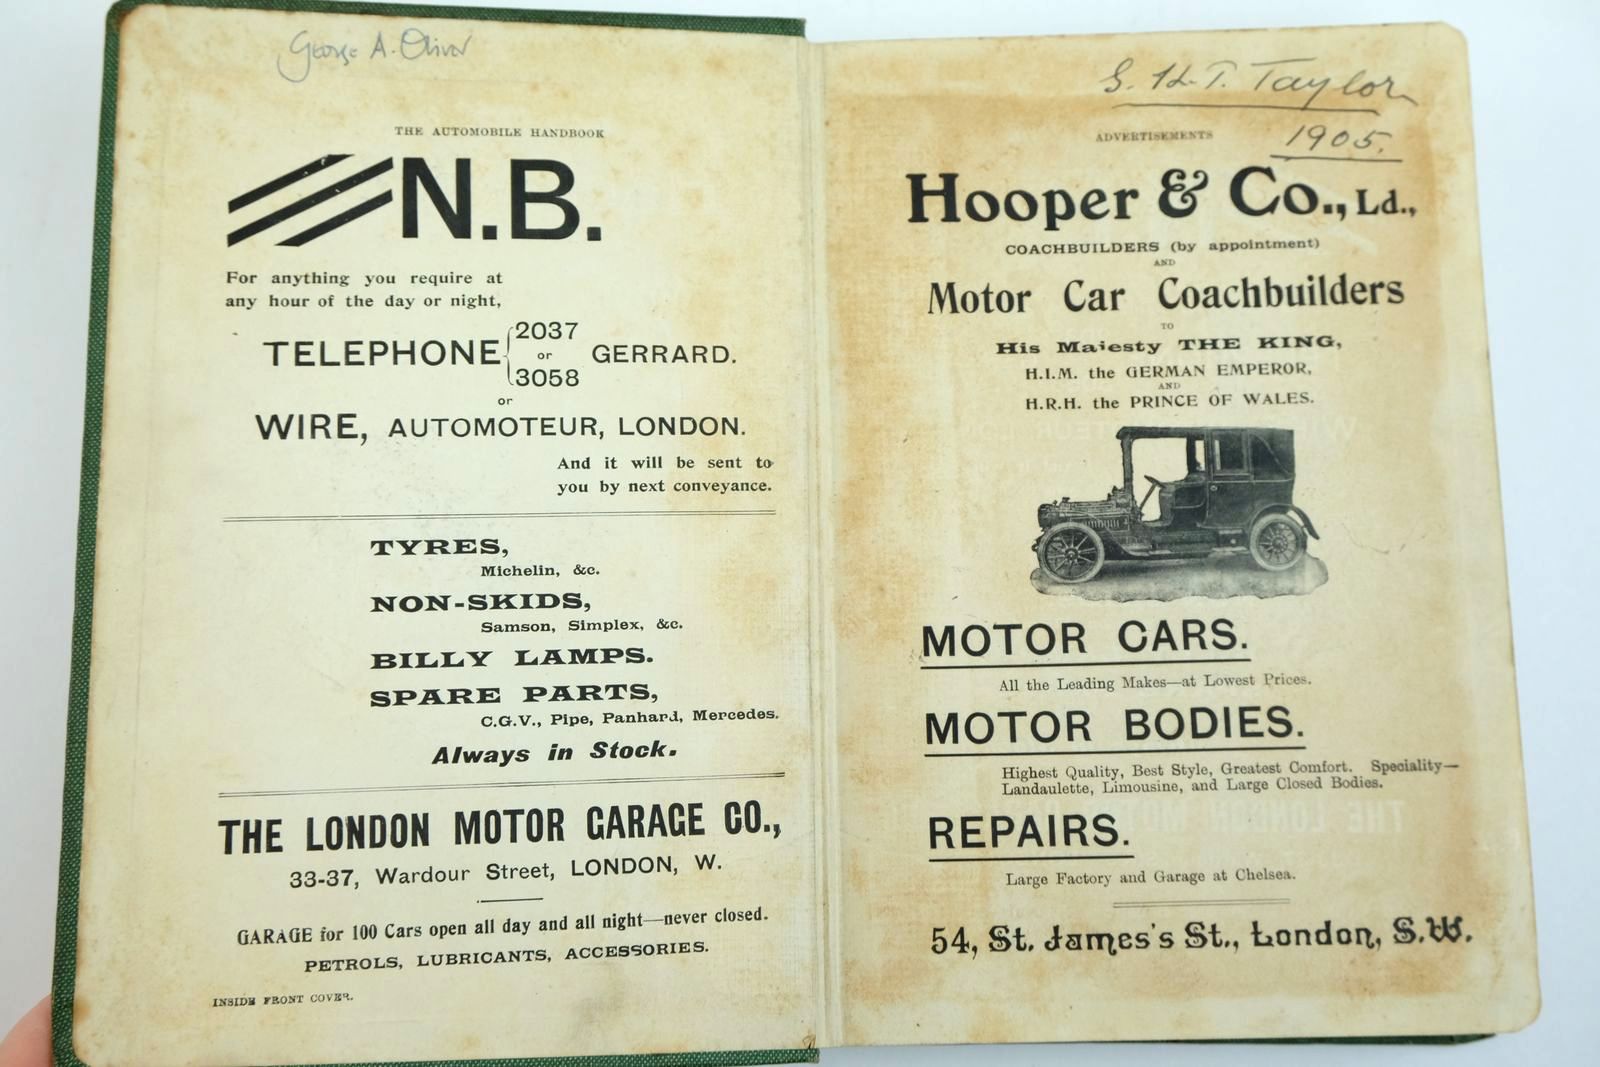 George A. Oliver
THE AUTOMOBILE HANDBOOK
N.B.
For anything you require at
any hour of the day or night,
TELEPHONE { 2037 or 3058 GERRARD.
or
WIRE, AUTOMOTEUR, LONDON.
And it will be sent to
you by next conveyance.
TYRES,
Michelin, &c.
NON-SKIDS,
Samson, Simplex, &c.
BILLY LAMPS.
SPARE PARTS,
C.G.V., Pipe, Panhard, Mercedes.
Always in Stock.
THE LONDON MOTOR GARAGE CO.,
33-37, Wardour Street, LONDON, W.
GARAGE for 100 Cars open all day and all night—never closed.
PETROLS, LUBRICANTS, ACCESSORIES.
INSIDE FRONT COVER.
G. H. T. Taylor
1905.
ADVERTISEMENTS
Hooper & Co., Ld.,
COACHBUILDERS (by appointment)
AND
Motor Car Coachbuilders
TO
His Majesty THE KING,
H.I.M. the GERMAN EMPEROR,
AND
H.R.H. the PRINCE OF WALES.
MOTOR CARS.
All the Leading Makes—at Lowest Prices.
MOTOR BODIES.
Highest Quality, Best Style, Greatest Comfort. Speciality—
Landaulette, Limousine, and Large Closed Bodies.
REPAIRS.
Large Factory and Garage at Chelsea.
54, St. James's St., London, S.W.